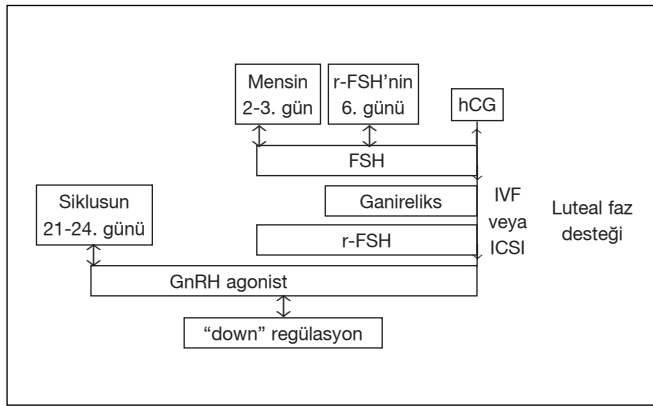 Mensin
2-3. gün
r-FSH’nin
6. günü
hCG
FSH
Siklusun
21-24. günü
Ganireliks
IVF
veya
ICSI
Luteal faz
desteği
r-FSH
GnRH agonist
“down” regülasyon